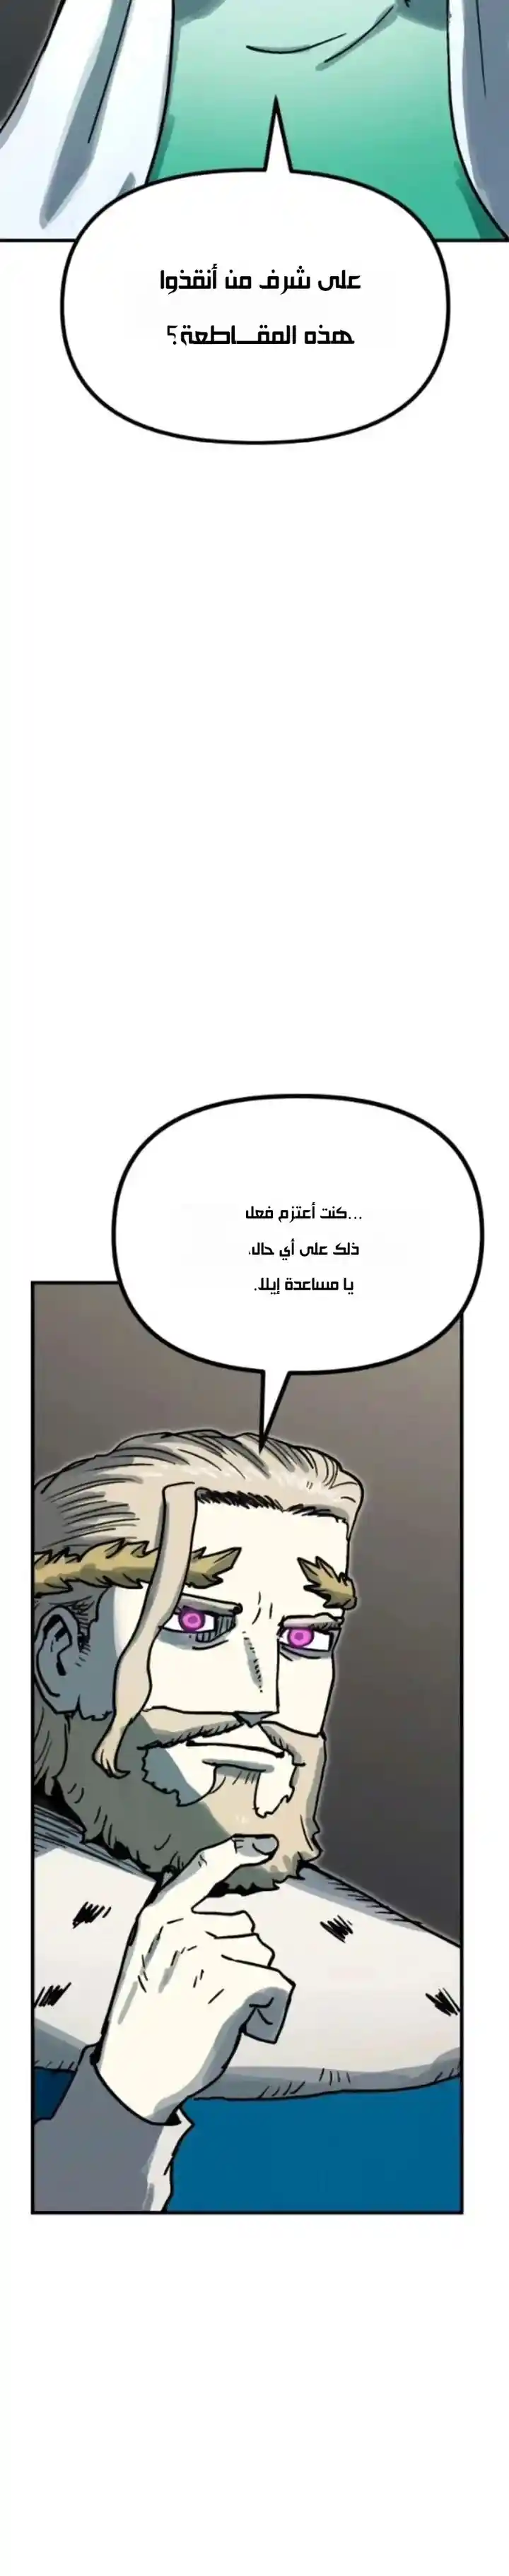 على شرف من أنقذوا
هذه المقـــاطعة؟
...كنت أعتزم فعل
ذلك على أي حال،
يا مساعدة إيلا.